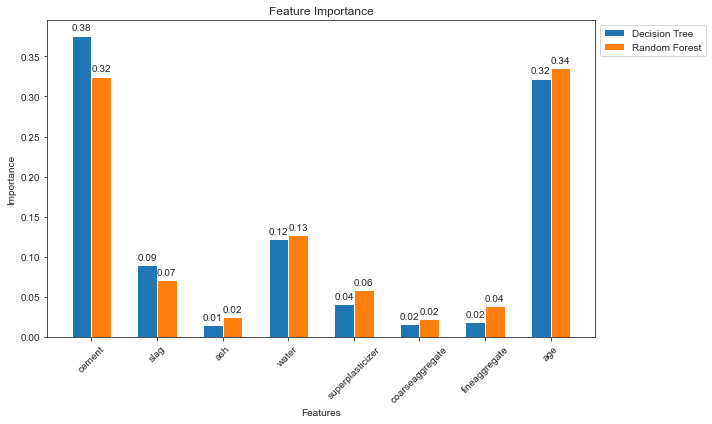 Feature Importance
Decision Tree
Random Forest
Importance
0.35
0.30
0.25
0.20
0.15
0.10
0.05
0.00
0.38
0.32
0.09
0.07
0.01
0.02
0.12
0.13
0.04
0.06
0.02
0.02
0.02
0.04
0.32
0.34
cement
slag
ash
water
superplasticizer
coarseaggregate
fineaggregate
age
Features